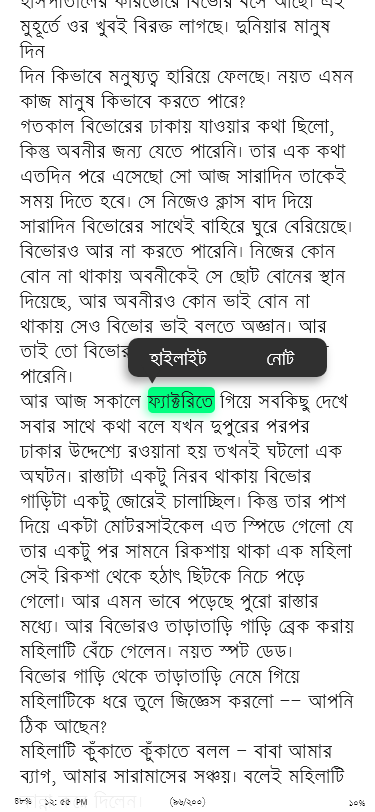 হাসপাতালের করিডোরে বিভোর বসে আছে। এই
মুহূর্তে ওর খুবই বিরক্ত লাগছে। দুনিয়ার মানুষ
দিন
দিন কিভাবে মনুষ্যত্ব হারিয়ে ফেলছে। নয়ত এমন
কাজ মানুষ কিভাবে করতে পারে?
গতকাল বিভোরের ঢাকায় যাওয়ার কথা ছিলো,
কিন্তু অবনীর জন্য যেতে পারেনি। তার এক কথা
এতদিন পরে এসেছো সো আজ সারাদিন তাকেই
সময় দিতে হবে। সে নিজেও ক্লাস বাদ দিয়ে
সারাদিন বিভোরের সাথেই বাহিরে ঘুরে বেরিয়েছে।
বিভোরও আর না করতে পারেনি। নিজের কোন
বোন না থাকায় অবনীকেই সে ছোট বোনের স্থান
দিয়েছে, আর অবনীরও কোন ভাই বোন না
থাকায় সেও বিভোর ভাই বলতে অজ্ঞান। আর
তাই তো বিভোর
হাইলাইট নোট
পারেনি।
আর আজ সকালে ফ্যাক্টরিতে গিয়ে সবকিছু দেখে
সবার সাথে কথা বলে যখন দুপুরের পরপর
ঢাকার উদ্দেশ্যে রওয়ানা হয় তখনই ঘটলো এক
অঘটন। রাস্তাটা একটু নিরব থাকায় বিভোর
গাড়িটা একটু জোরেই চালাচ্ছিল। কিন্তু তার পাশ
দিয়ে একটা মোটরসাইকেল এত স্পিডে গেলো যে
তার একটু পর সামনে রিকশায় থাকা এক মহিলা
সেই রিকশা থেকে হঠাৎ ছিটকে নিচে পড়ে
গেলো। আর এমন ভাবে পড়েছে পুরো রাস্তার
মধ্যে। আর বিভোরও তাড়াতাড়ি গাড়ি ব্রেক করায়
মহিলাটি বেঁচে গেলেন। নয়ত স্পট ডেড।
বিভোর গাড়ি থেকে তাড়াতাড়ি নেমে গিয়ে
মহিলাটিকে ধরে তুলে জিজ্ঞেস করলো -- আপনি
ঠিক আছেন?
মহিলাটি কুঁকাতে কুঁকাতে বলল - বাবা আমার
ব্যাগ, আমার সারামাসের সঞ্চয়। বলেই মহিলাটি
৪৮% ১২: ৫৫ PM (৯৬/২০০) ১০%